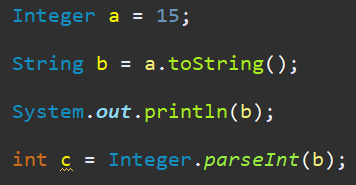 Integer a = 15;
String b = a.toString();
System.out.println(b);
int c = Integer.parseInt(b);